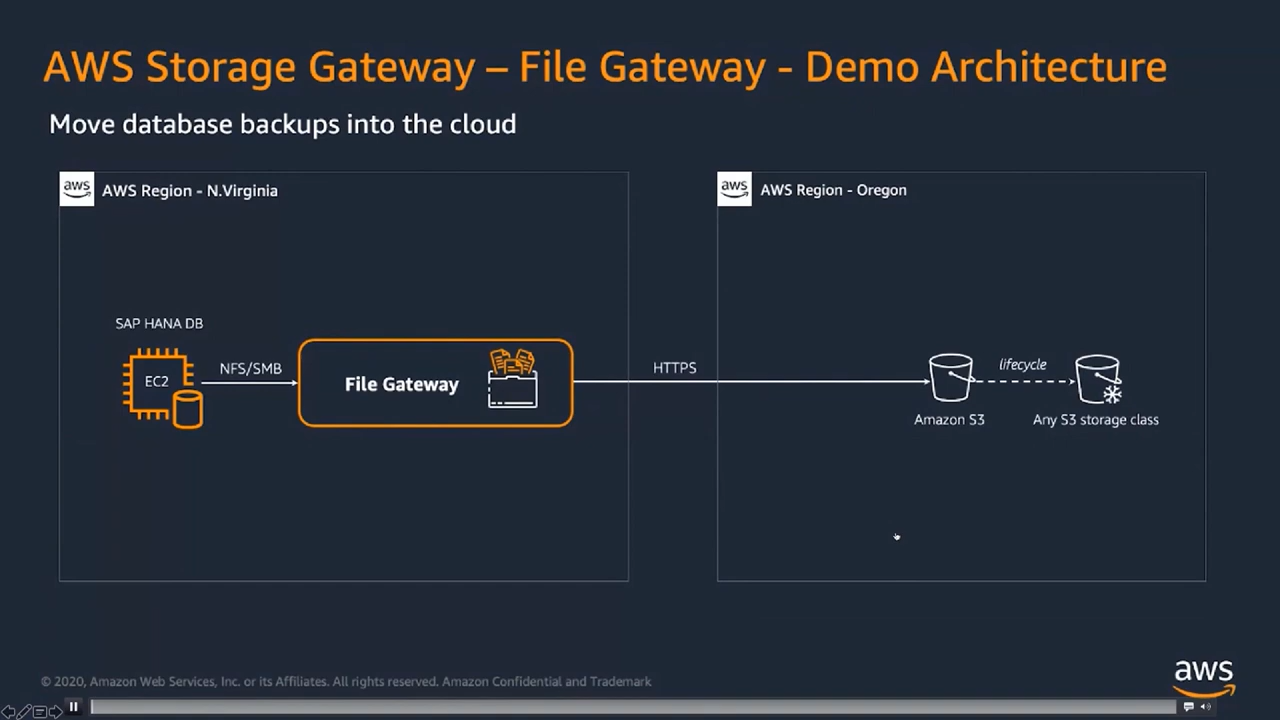 AWS Storage Gateway – File Gateway - Demo Architecture
Move database backups into the cloud
aws
AWS Region - N.Virginia
aws
AWS Region - Oregon
SAP HANA DB
EC2
NFS/SMB
File Gateway
HTTPS
lifecycle
Amazon S3
Any S3 storage class
© 2020, Amazon Web Services, Inc. or its Affiliates. All rights reserved. Amazon Confidential and Trademark
aws